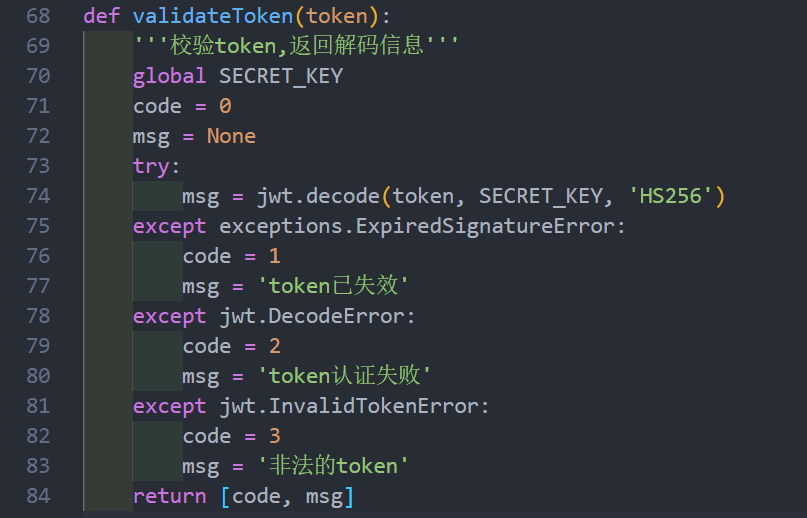 68 def validateToken(token):
69     '''校验token,返回解码信息'''
70     global SECRET_KEY
71     code = 0
72     msg = None
73     try:
74         msg = jwt.decode(token, SECRET_KEY, 'HS256')
75     except exceptions.ExpiredSignatureError:
76         code = 1
77         msg = 'token已失效'
78     except jwt.DecodeError:
79         code = 2
80         msg = 'token认证失败'
81     except jwt.InvalidTokenError:
82         code = 3
83         msg = '非法的token'
84     return [code, msg]